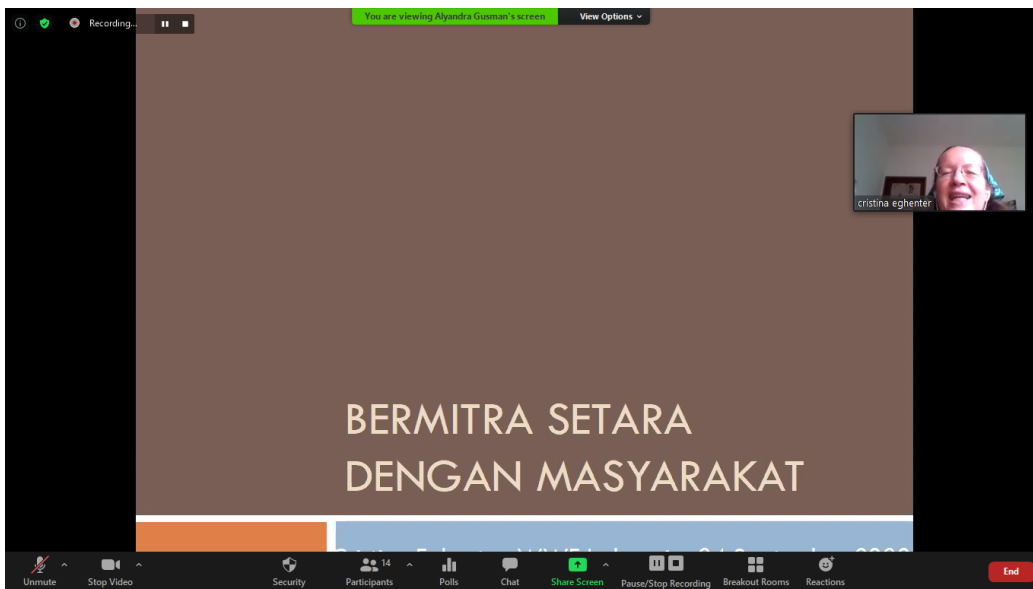 Recording...
You are viewing Alyandra Gusman's screen
View Options
cristina eghenter
BERMITRA SETARA
DENGAN MASYARAKAT
Unmute
Stop Video
Security
Participants
14
Polls
Chat
Share Screen
Pause/Stop Recording
Breakout Rooms
Reactions
End